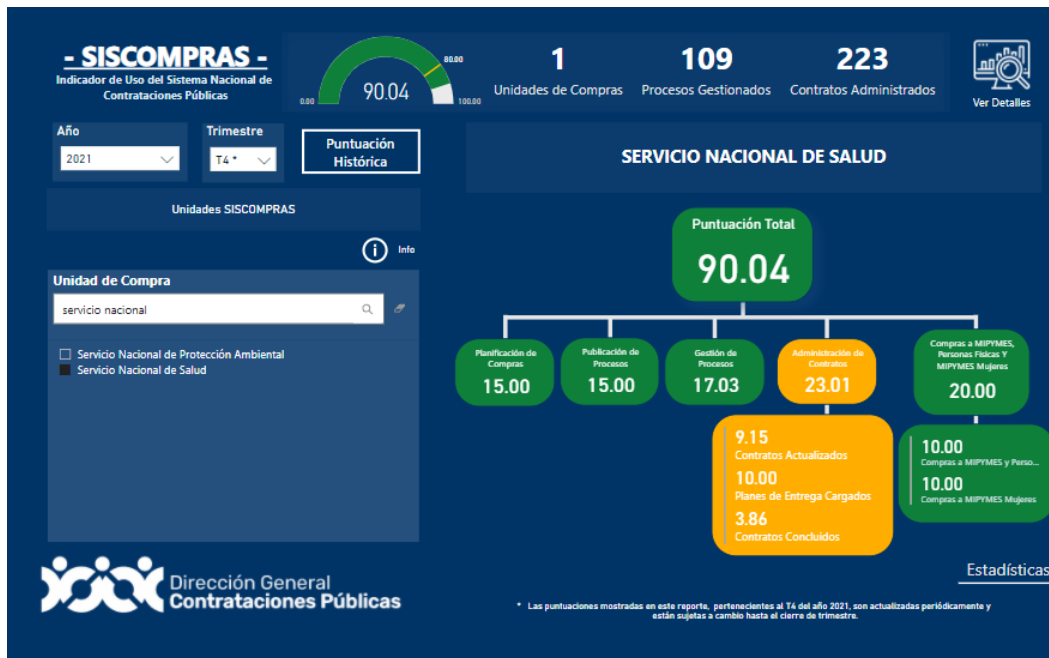 - SISCOMPRAS -
Indicador de Uso del Sistema Nacional de
Contrataciones Públicas
0.00
90.04
80.00
100.00
1
Unidades de Compras
109
Procesos Gestionados
223
Contratos Administrados
Ver Detalles
Año
2021
Trimestre
T4 *
Puntuación
Histórica
SERVICIO NACIONAL DE SALUD
Unidades SISCOMPRAS
Info
Unidad de Compra
servicio nacional
Servicio Nacional de Protección Ambiental
Servicio Nacional de Salud
Puntuación Total
90.04
Planificación de
Compras
15.00
Publicación de
Procesos
15.00
Gestión de
Procesos
17.03
Administración de
Contratos
23.01
Compras a MIPYMES,
Personas Físicas Y
MIPYMES Mujeres
20.00
9.15
Contratos Actualizados
10.00
Planes de Entrega Cargados
3.86
Contratos Concluidos
10.00
Compras a MIPYMES y Perso...
10.00
Compras a MIPYMES Mujeres
Dirección General
Contrataciones Públicas
Estadísticas
* Las puntuaciones mostradas en este reporte, pertenecientes al T4 del año 2021, son actualizadas periódicamente y
están sujetas a cambio hasta el cierre de trimestre.